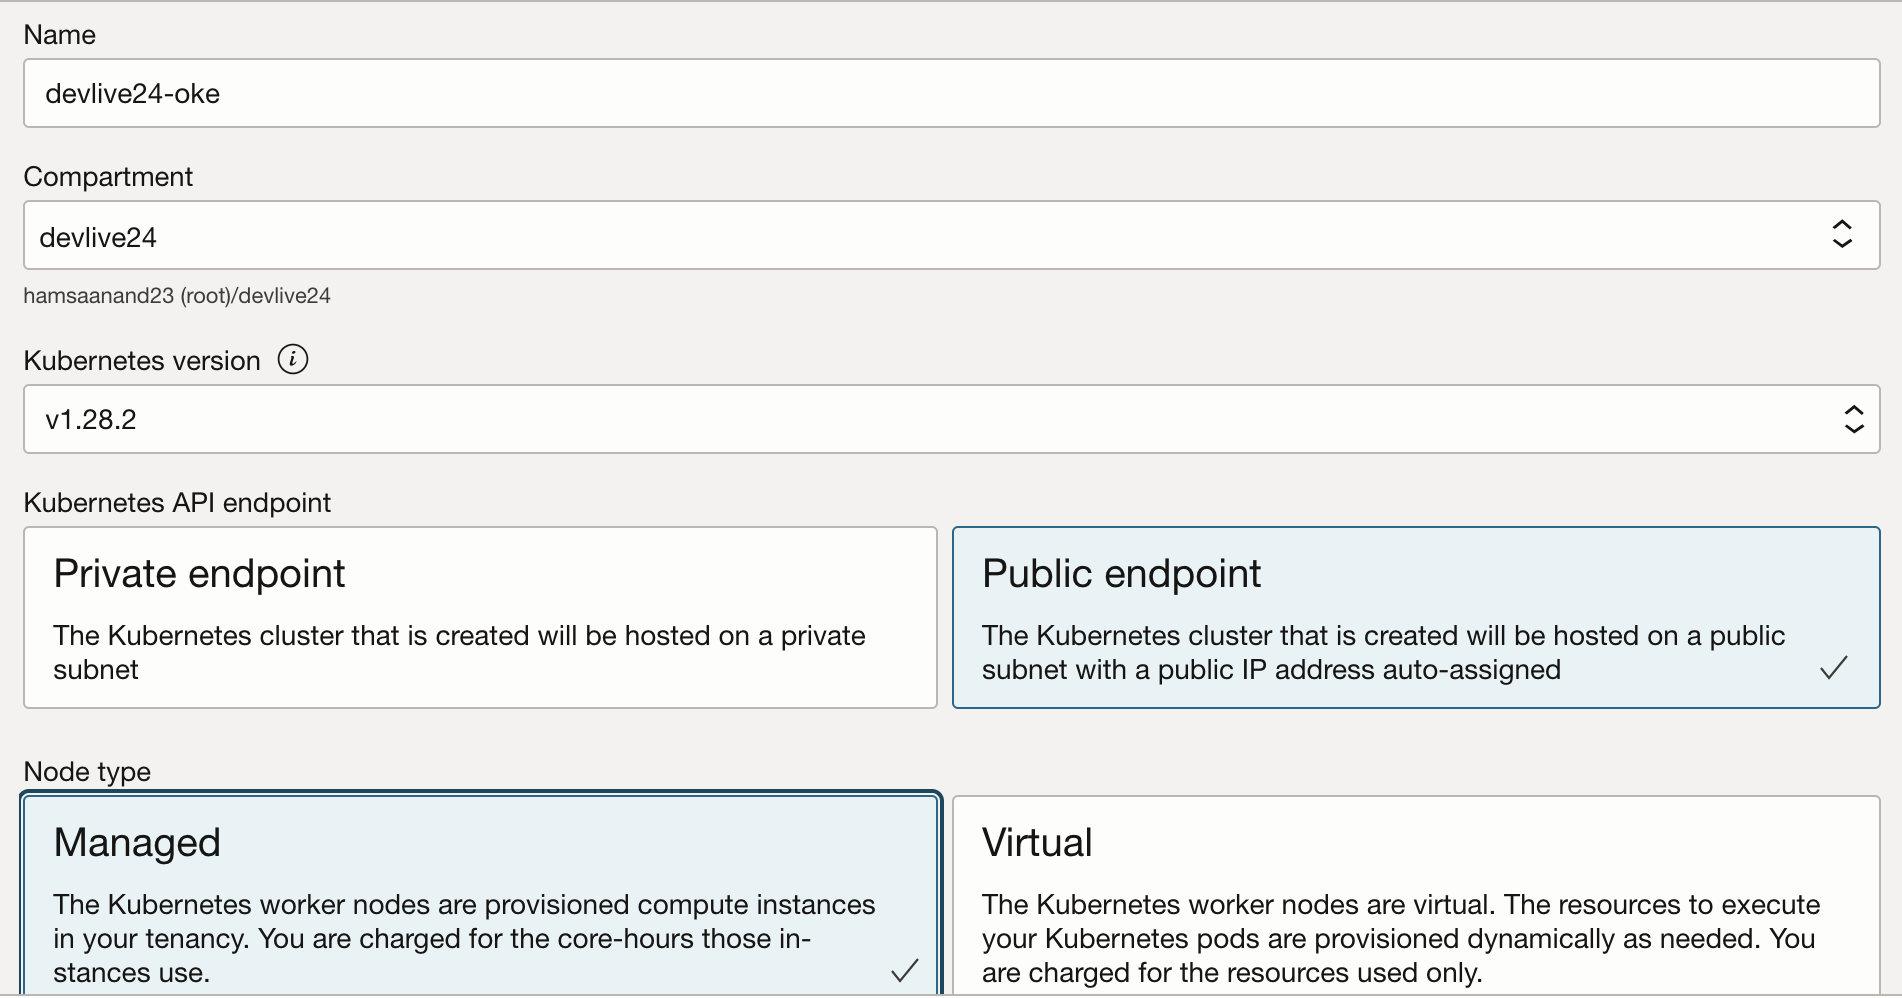 Name
devlive24-oke
Compartment
devlive24
hamsaanand23 (root)/devlive24
Kubernetes version i
v1.28.2
Kubernetes API endpoint
Private endpoint
The Kubernetes cluster that is created will be hosted on a private
subnet
Public endpoint
The Kubernetes cluster that is created will be hosted on a public
subnet with a public IP address auto-assigned
Node type
Managed
The Kubernetes worker nodes are provisioned compute instances
in your tenancy. You are charged for the core-hours those in-
stances use.
Virtual
The Kubernetes worker nodes are virtual. The resources to execute
your Kubernetes pods are provisioned dynamically as needed. You
are charged for the resources used only.